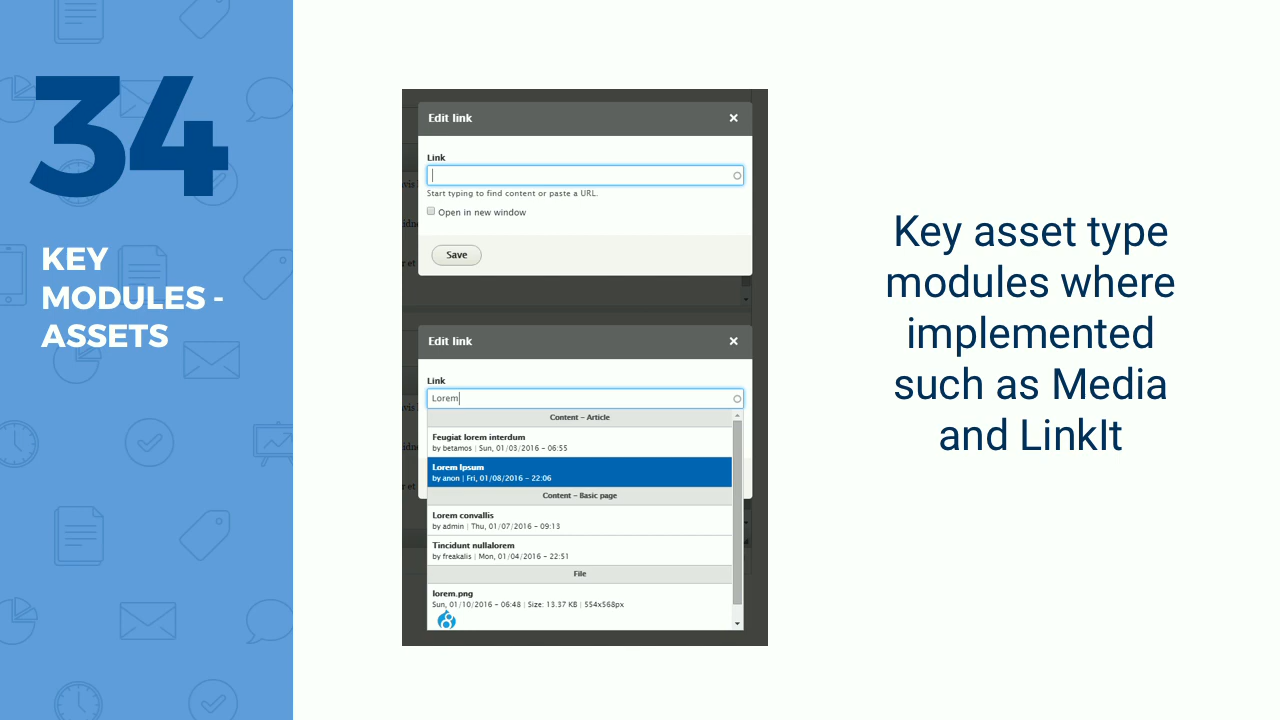 34
KEY
MODULES -
ASSETS
Edit link
Link
Start typing to find content or paste a URL.
Open in new window
Save
Edit link
Link
Lorem
Content – Article
Feugiat lorem interdum
by betamos | Sun, 01/03/2016 – 06:55
Lorem Ipsum
by anon | Fri, 01/08/2016 – 22:06
Content – Basic page
Lorem convallis
by admin | Thu, 01/07/2016 – 09:13
Tincidunt nullalorem
by freakalis | Mon, 01/04/2016 – 22:51
File
lorem.png
Sun, 01/10/2016 – 06:48 | Size: 13.37 KB | 554x568px
Key asset type
modules where
implemented
such as Media
and LinkIt